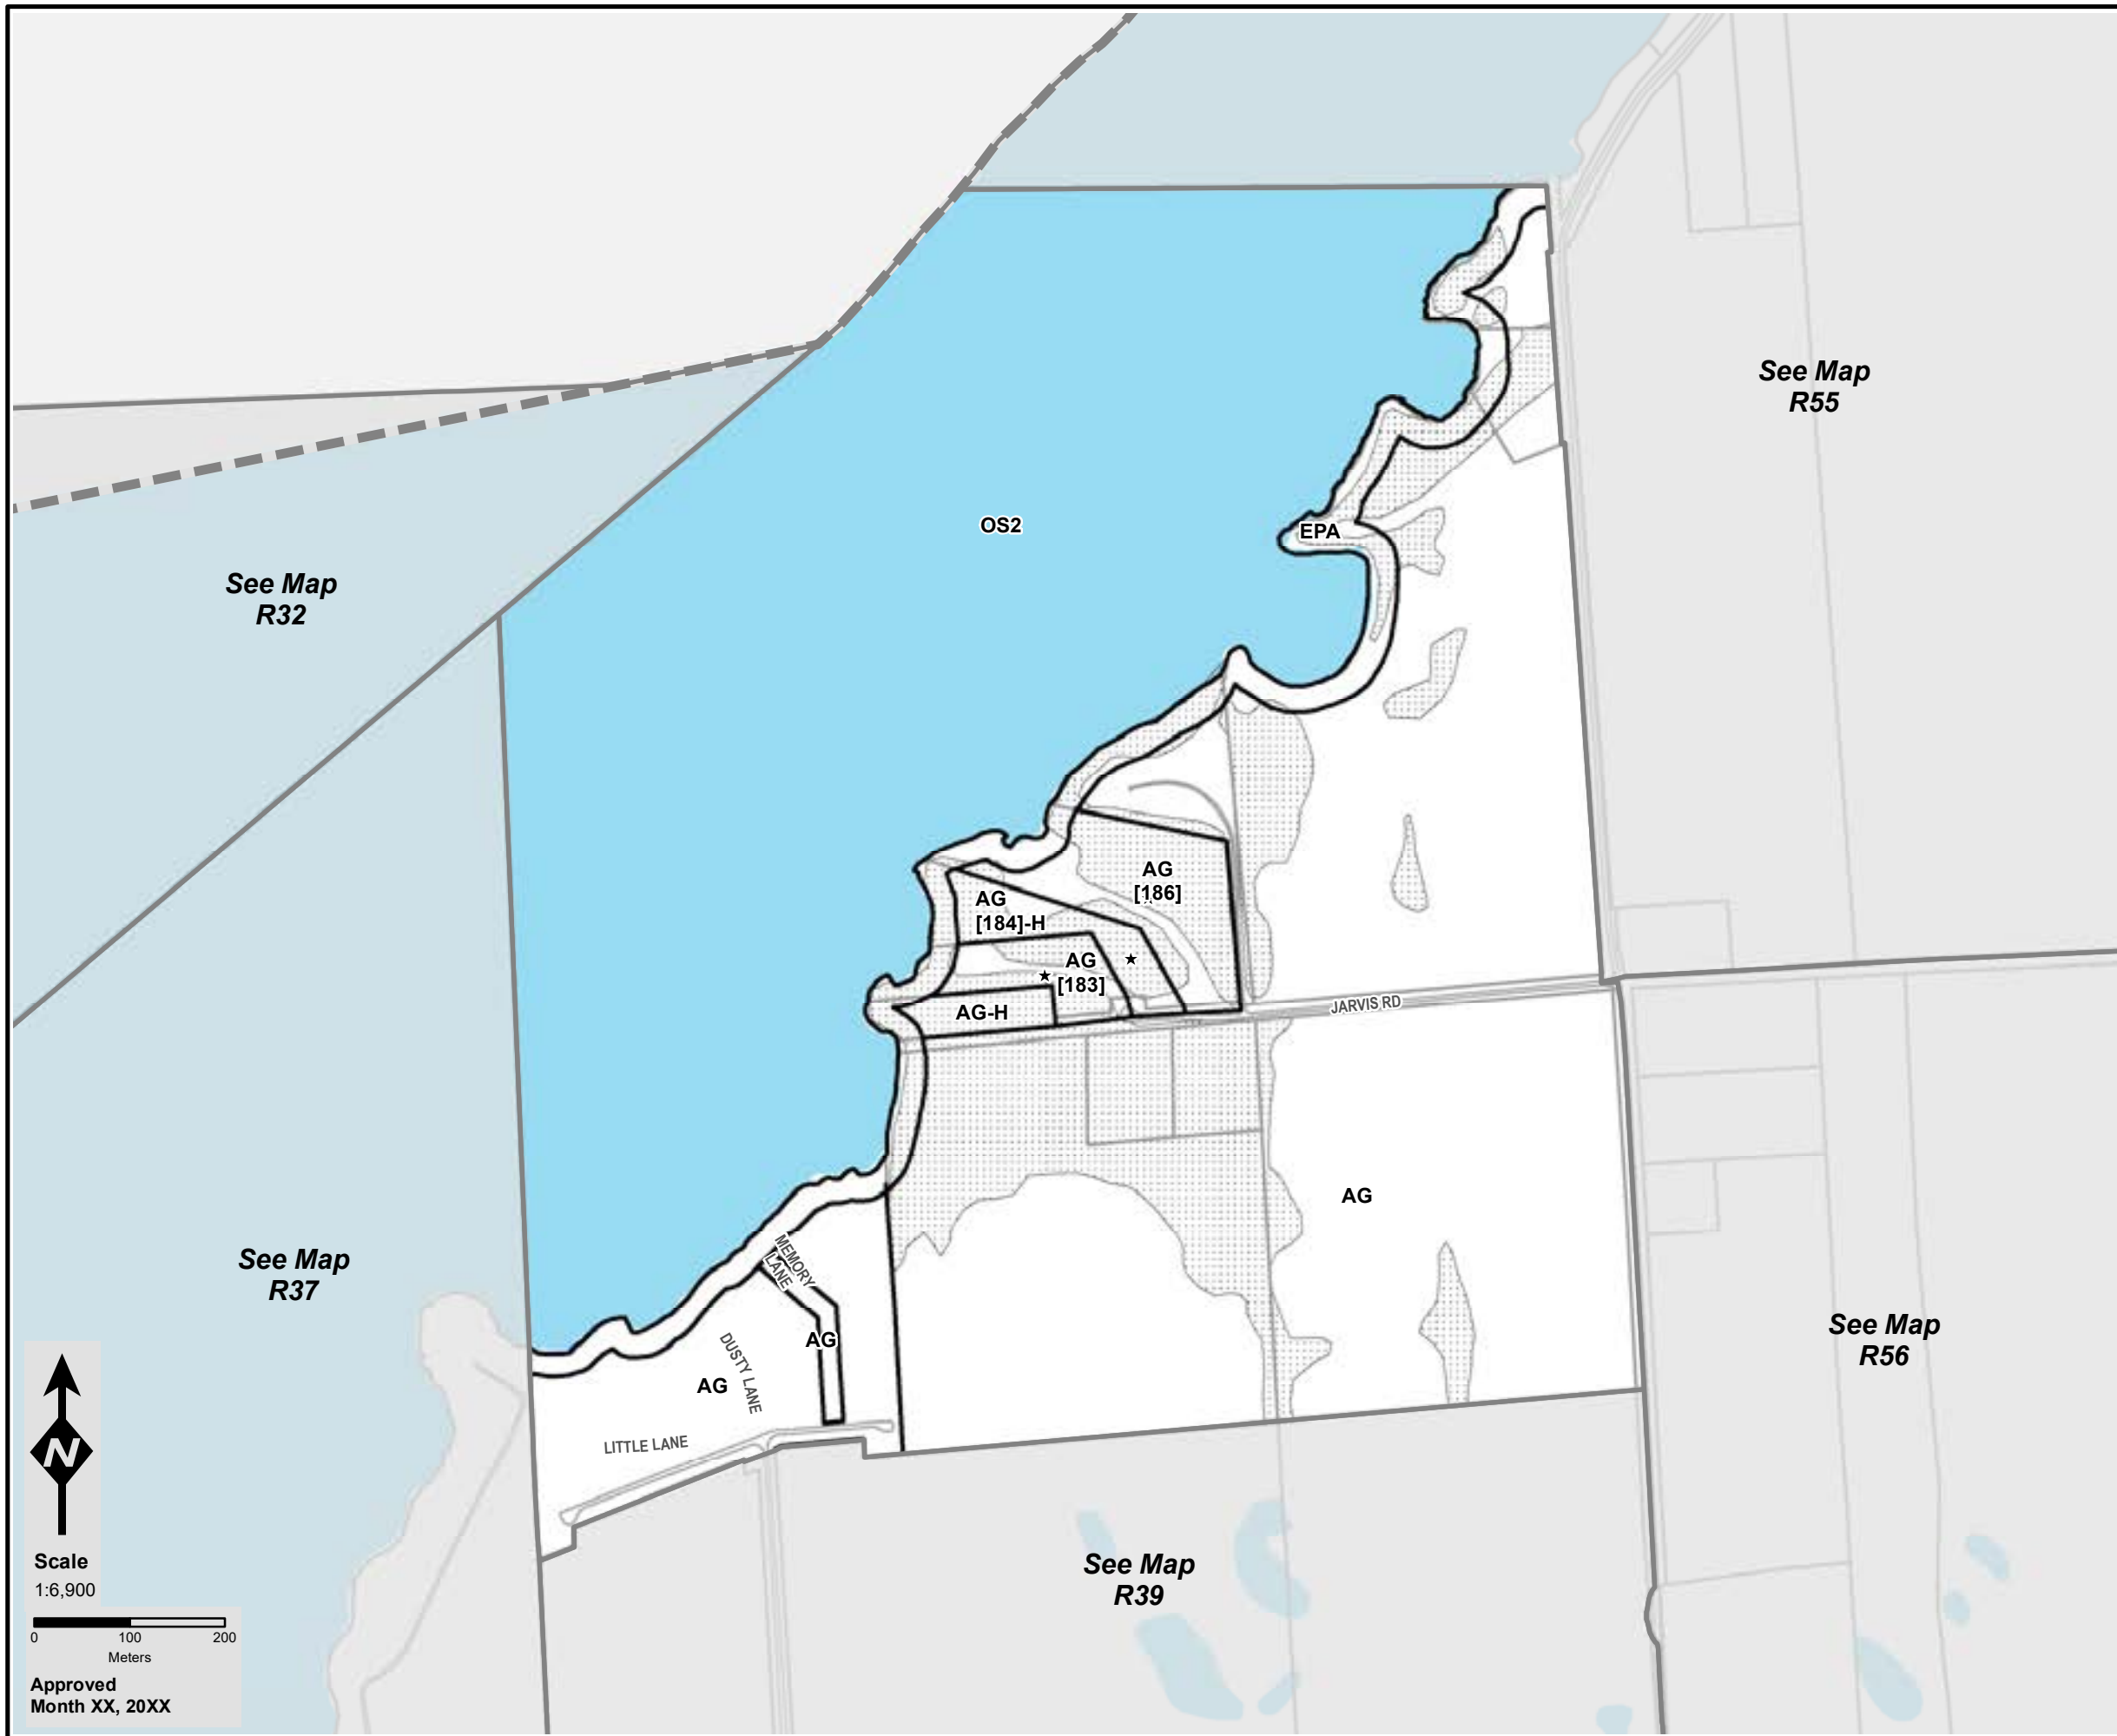 See Map
R55
OS2
EPA
See Map
R32
AG
[186]
AG
[184]-H
AG
[183]
JARVIS RD
AG-H
AG
MEMORY
LANE
See Map
R37
See Map
R56
AG
DUSTY LANE
AG
LITTLE LANE
N
See Map
R39
Scale
1:6,900
0 100 200
Meters
Approved
Month XX, 20XX